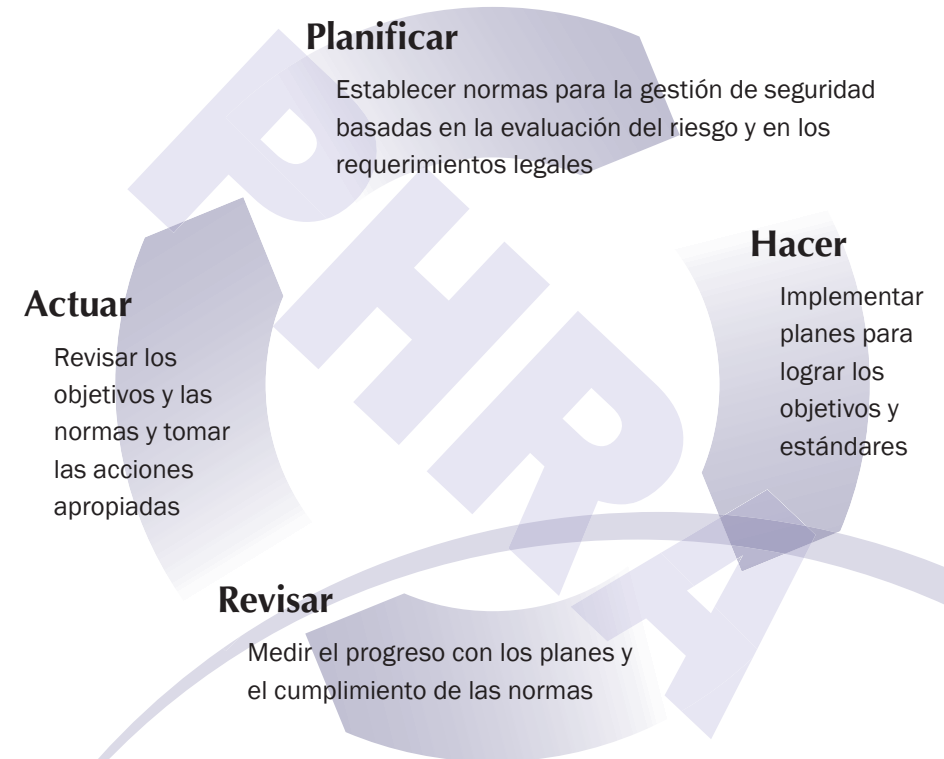 Planificar
Establecer normas para la gestión de seguridad
basadas en la evaluación del riesgo y en los
requerimientos legales
Hacer
Implementar
planes para
lograr los
objetivos y
estándares
Revisar
Medir el progreso con los planes y
el cumplimiento de las normas
Actuar
Revisar los
objetivos y las
normas y tomar
las acciones
apropiadas
PHRA